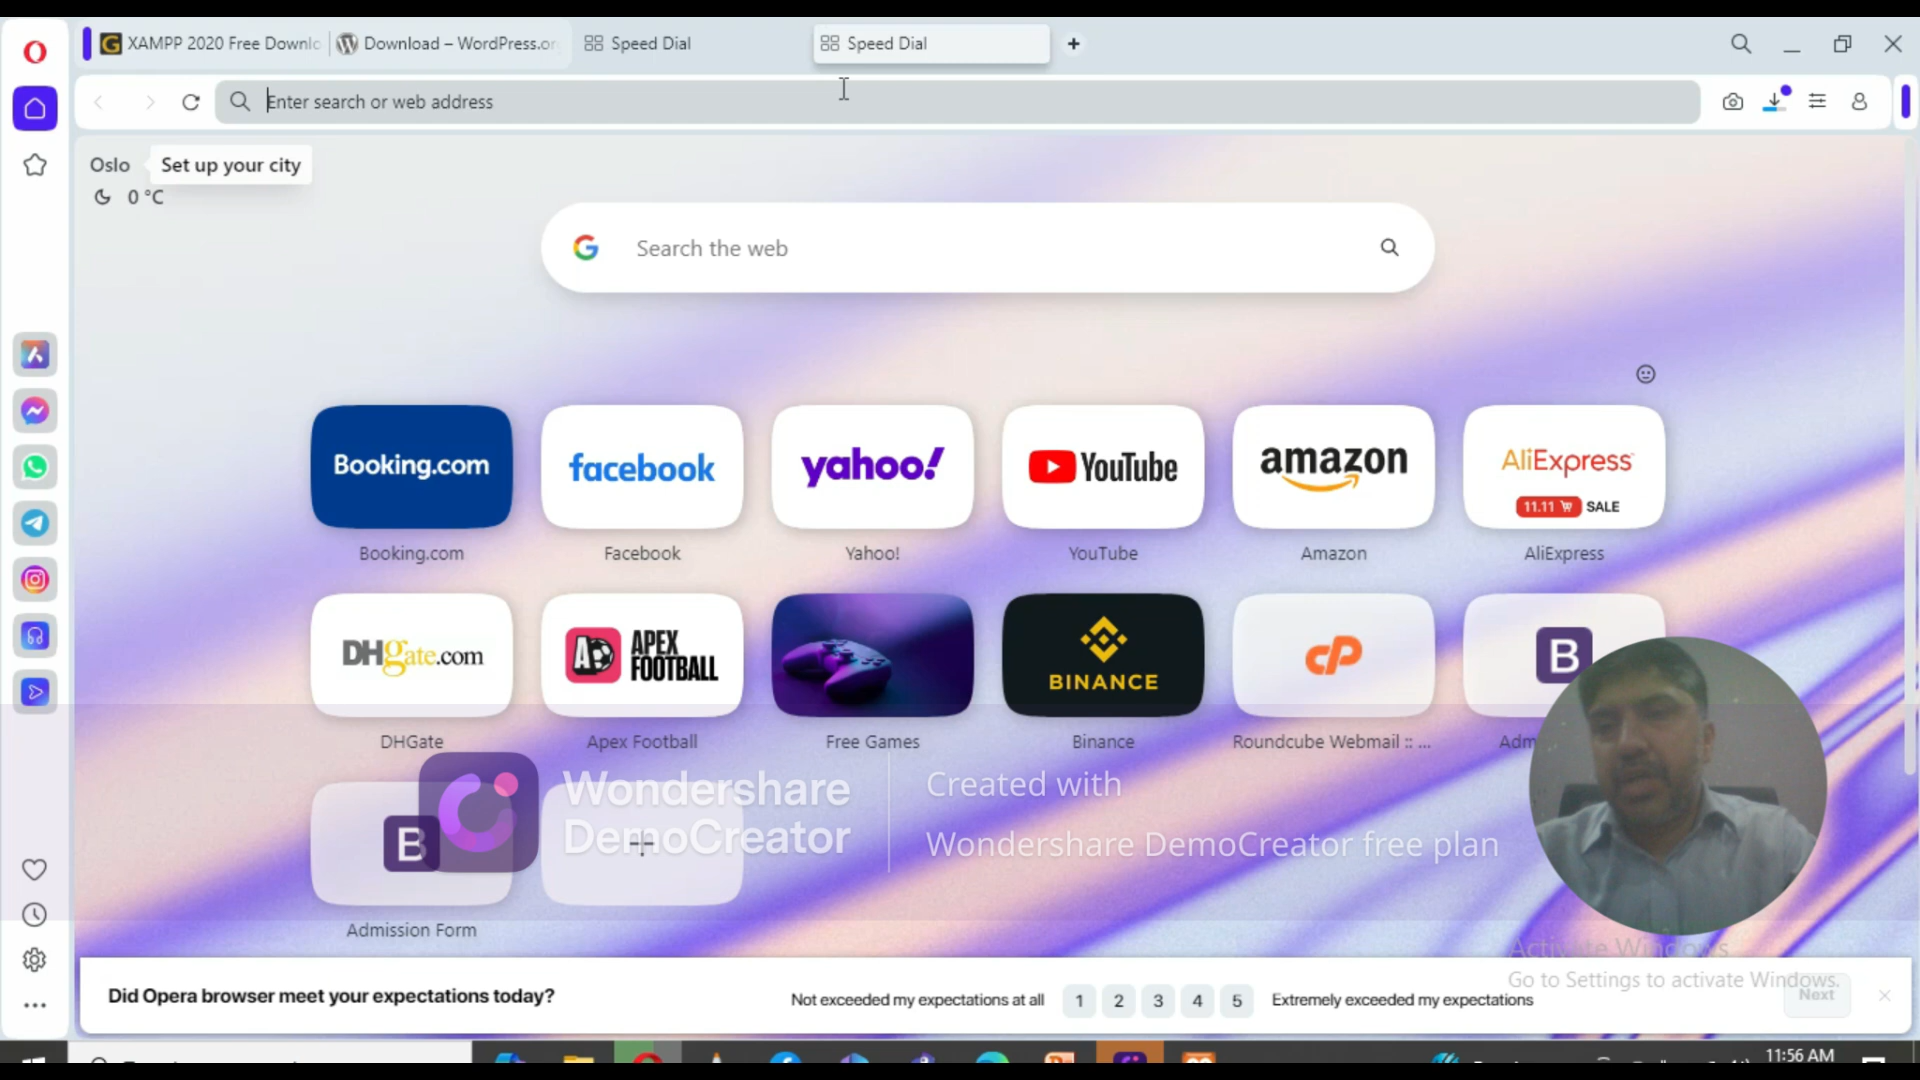 XAMPP 2020 Free Downlc
Download – WordPress.or
Speed Dial
Speed Dial
Enter search or web address
Oslo
Set up your city
0 °C
Search the web
Booking.com
facebook
yahoo!
YouTube
amazon
AliExpress
11.11 SALE
Booking.com
Facebook
Yahoo!
YouTube
Amazon
AliExpress
DHgate.com
APEX
FOOTBALL
BINANCE
cP
B
DHGate
Apex Football
Free Games
Binance
Roundcube Webmail :: ...
Adm
Wondershare
DemoCreator
Created with
Wondershare DemoCreator free plan
B
Admission Form
Activate Windows
Go to Settings to activate Windows.
Did Opera browser meet your expectations today?
Not exceeded my expectations at all
1 2 3 4 5
Extremely exceeded my expectations
Next
11:56 AM